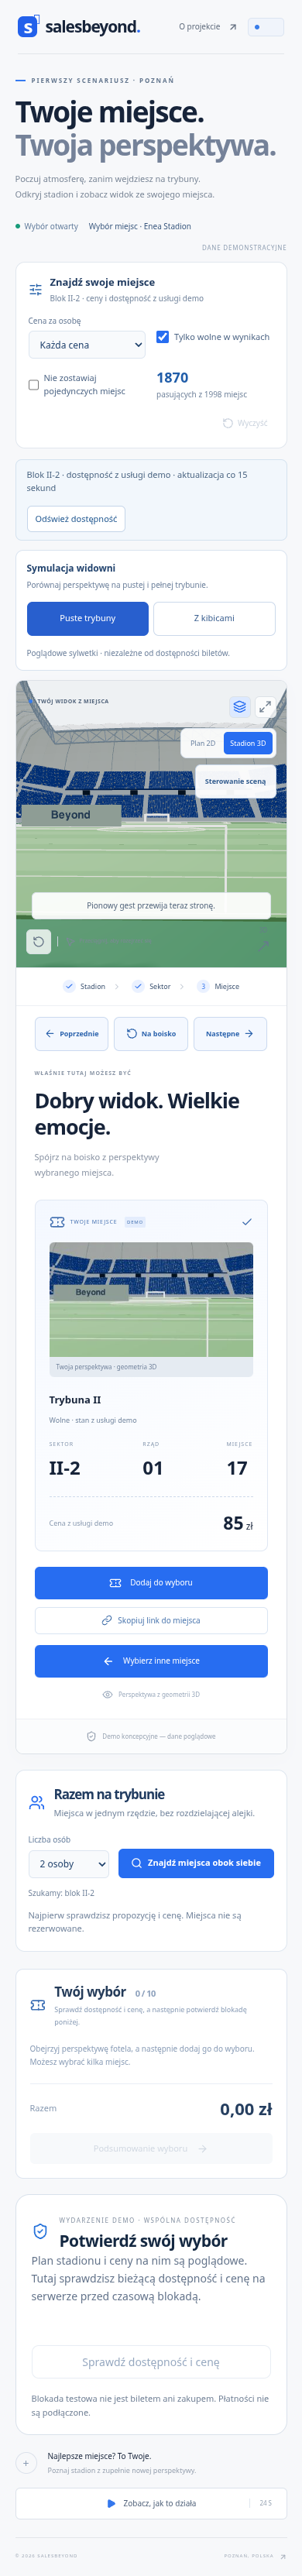 salesbeyond.
O projekcie
PIERWSZY SCENARIUSZ · POZNAŃ
Twoje miejsce.
Twoja perspektywa.
Poczuj atmosferę, zanim wejdziesz na trybuny.
Odkryj stadion i zobacz widok ze swojego miejsca.
Wybór otwarty Wybór miejsc · Enea Stadion
DANE DEMONSTRACYJNE
Znajdź swoje miejsce
Blok II-2 · ceny i dostępność z usługi demo
Cena za osobę
Każda cena
Tylko wolne w wynikach
Nie zostawiaj
pojedynczych miejsc
1870
pasujących z 1998 miejsc
Wyczyść
Blok II-2 · dostępność z usługi demo · aktualizacja co 15
sekund
Odśwież dostępność
Symulacja widowni
Porównaj perspektywę na pustej i pełnej trybunie.
Puste trybuny
Z kibicami
Poglądowe sylwetki · niezależne od dostępności biletów.
TWÓJ WIDOK Z MIEJSCA
Plan 2D
Stadion 3D
Sterowanie sceną
Beyond
Pionowy gest przewija teraz stronę.
Stadion
Sektor
3 Miejsce
Poprzednie
Na boisko
Następne
WŁAŚNIE TUTAJ MOŻESZ BYĆ
Dobry widok. Wielkie
emocje.
Spójrz na boisko z perspektywy
wybranego miejsca.
TWOJE MIEJSCE DEMO
Beyond
Twoja perspektywa · geometria 3D
Trybuna II
Wolne · stan z usługi demo
SEKTOR RZĄD MIEJSCE
II-2 01 17
Cena z usługi demo 85 zł
Dodaj do wyboru
Skopiuj link do miejsca
Wybierz inne miejsce
Perspektywa z geometrii 3D
Demo koncepcyjne — dane poglądowe
Razem na trybunie
Miejsca w jednym rzędzie, bez rozdzielającej alejki.
Liczba osób
2 osoby
Znajdź miejsca obok siebie
Szukamy: blok II-2
Najpierw sprawdzisz propozycję i cenę. Miejsca nie są
rezerwowane.
Twój wybór 0 / 10
Sprawdź dostępność i cenę, a następnie potwierdź blokadę
poniżej.
Obejrzyj perspektywę fotela, a następnie dodaj go do wyboru.
Możesz wybrać kilka miejsc.
Razem 0,00 zł
Podsumowanie wyboru
WYDARZENIE DEMO · WSPÓLNA DOSTĘPNOŚĆ
Potwierdź swój wybór
Plan stadionu i ceny na nim są poglądowe.
Tutaj sprawdzisz bieżącą dostępność i cenę na
serwerze przed czasową blokadą.
Sprawdź dostępność i cenę
Blokada testowa nie jest biletem ani zakupem. Płatności nie
są podłączone.
Najlepsze miejsce? To Twoje.
Poznaj stadion z zupełnie nowej perspektywy.
Zobacz, jak to działa
24 S
© 2026 SALESBEYOND
POZNAŃ, POLSKA